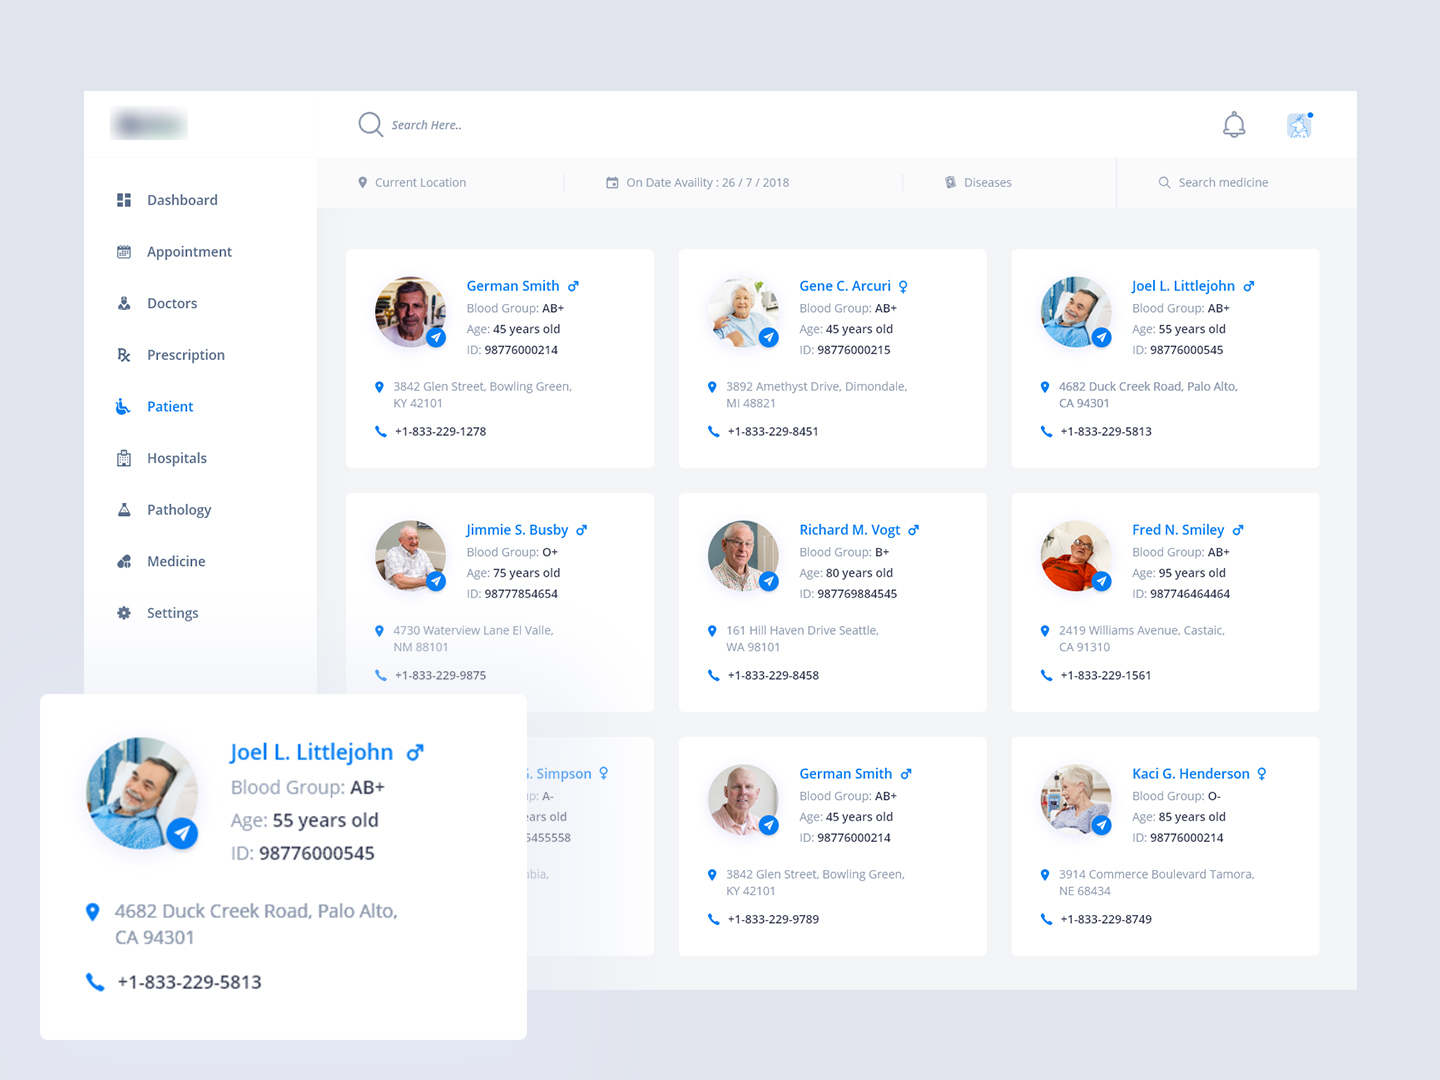 Search Here..
Current Location
On Date Availity : 26 / 7 / 2018
Diseases
Search medicine
Dashboard
Appointment
Doctors
Prescription
Patient
Hospitals
Pathology
Medicine
Settings
German Smith
Blood Group: AB+
Age: 45 years old
ID: 98776000214
3842 Glen Street, Bowling Green,
KY 42101
+1-833-229-1278
Gene C. Arcuri
Blood Group: AB+
Age: 45 years old
ID: 98776000215
3892 Amethyst Drive, Dimondale,
MI 48821
+1-833-229-8451
Joel L. Littlejohn
Blood Group: AB+
Age: 55 years old
ID: 98776000545
4682 Duck Creek Road, Palo Alto,
CA 94301
+1-833-229-5813
Jimmie S. Busby
Blood Group: O+
Age: 75 years old
ID: 98777854654
4730 Waterview Lane El Valle,
NM 88101
+1-833-229-9875
Richard M. Vogt
Blood Group: B+
Age: 80 years old
ID: 987769884545
161 Hill Haven Drive Seattle,
WA 98101
+1-833-229-8458
Fred N. Smiley
Blood Group: AB+
Age: 95 years old
ID: 987746464464
2419 Williams Avenue, Castaic,
CA 91310
+1-833-229-1561
Joel L. Littlejohn
Blood Group: AB+
Age: 55 years old
ID: 98776000545
4682 Duck Creek Road, Palo Alto,
CA 94301
+1-833-229-5813
Simpson
A-
old
German Smith
Blood Group: AB+
Age: 45 years old
ID: 98776000214
3842 Glen Street, Bowling Green,
KY 42101
+1-833-229-9789
Kaci G. Henderson
Blood Group: O-
Age: 85 years old
ID: 98776000214
3914 Commerce Boulevard Tamora,
NE 68434
+1-833-229-8749